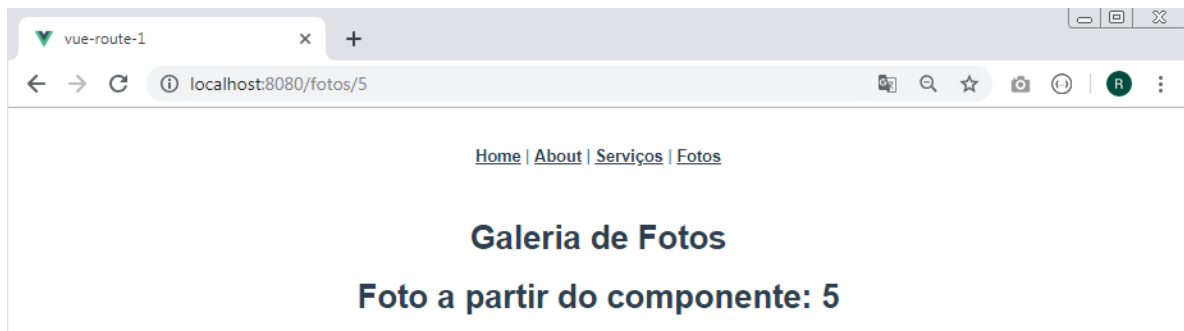 vue-route-1
localhost:8080/fotos/5
R
Home | About | Serviços | Fotos
Galeria de Fotos
Foto a partir do componente: 5